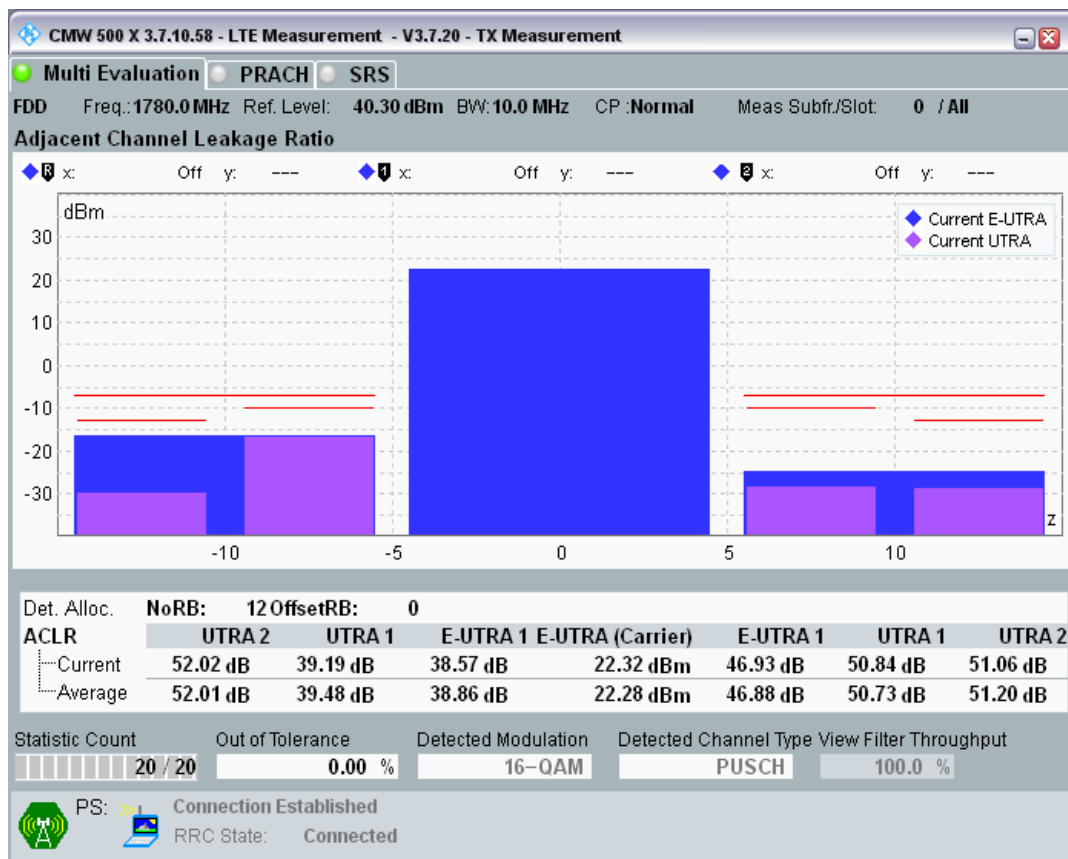 CMW 500 X 3.7.10.58 - LTE Measurement - V3.7.20 - TX Measurement
Multi Evaluation PRACH SRS
FDD Freq.: 1780.0 MHz Ref. Level: 40.30 dBm BW: 10.0 MHz CP :Normal Meas Subfr./Slot: 0 / All
Adjacent Channel Leakage Ratio
R x: Off y: --- 1 x: Off y: --- 2 x: Off y: ---
dBm
Current E-UTRA
Current UTRA
30
20
10
0
-10
-20
-30
z
-10 -5 0 5 10
Det. Alloc. NoRB: 12 OffsetRB: 0
ACLR UTRA 2 UTRA 1 E-UTRA 1 E-UTRA (Carrier) E-UTRA 1 UTRA 1 UTRA 2
Current 52.02 dB 39.19 dB 38.57 dB 22.32 dBm 46.93 dB 50.84 dB 51.06 dB
Average 52.01 dB 39.48 dB 38.86 dB 22.28 dBm 46.88 dB 50.73 dB 51.20 dB
Statistic Count Out of Tolerance Detected Modulation Detected Channel Type View Filter Throughput
20 / 20 0.00 % 16-QAM PUSCH 100.0 %
PS: Connection Established
RRC State: Connected